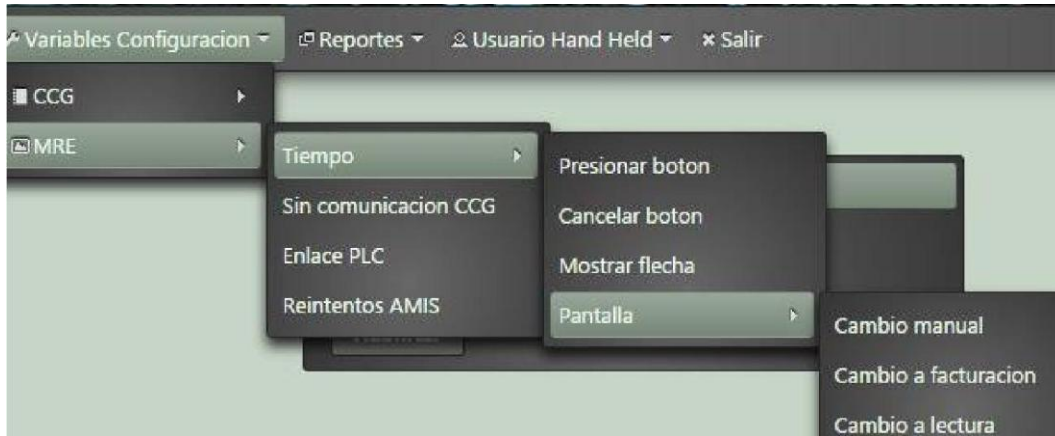 Variables Configuracion Reportes Usuario Hand Held Salir
CCG
MRE
Tiempo
Sin comunicacion CCG
Enlace PLC
Reintentos AMIS
Presionar boton
Cancelar boton
Mostrar flecha
Pantalla
Cambio manual
Cambio a facturacion
Cambio a lectura